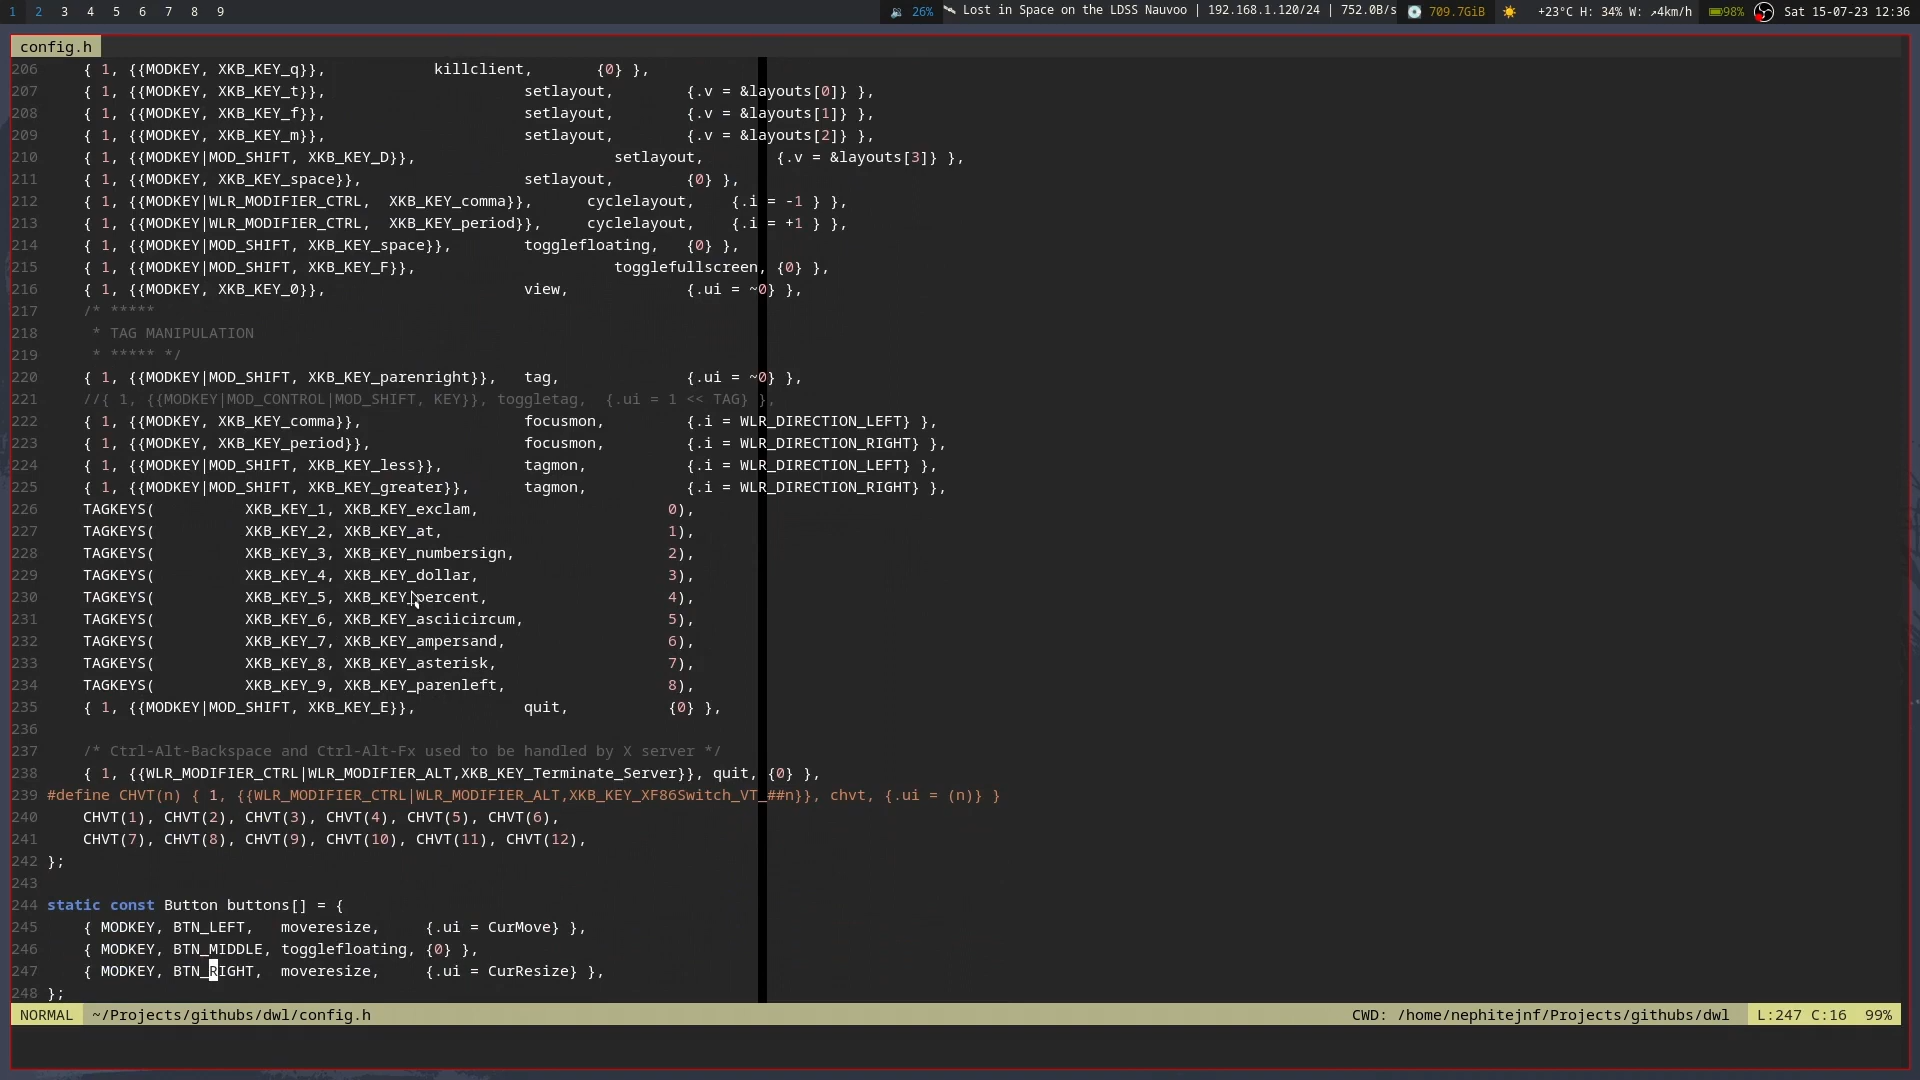 1 2 3 4 5 6 7 8 9 26% Lost in Space on the LDSS Nauvoo | 192.168.1.120/24 | 752.0B/s 709.7GiB +23°C H: 34% W: ↗4km/h 98% Sat 15-07-23 12:36
config.h
206 { 1, {{MODKEY, XKB_KEY_q}}, killclient, {0} },
207 { 1, {{MODKEY, XKB_KEY_t}}, setlayout, {.v = &layouts[0]} },
208 { 1, {{MODKEY, XKB_KEY_f}}, setlayout, {.v = &layouts[1]} },
209 { 1, {{MODKEY, XKB_KEY_m}}, setlayout, {.v = &layouts[2]} },
210 { 1, {{MODKEY|MOD_SHIFT, XKB_KEY_D}}, setlayout, {.v = &layouts[3]} },
211 { 1, {{MODKEY, XKB_KEY_space}}, setlayout, {0} },
212 { 1, {{MODKEY|WLR_MODIFIER_CTRL, XKB_KEY_comma}}, cyclelayout, {.i = -1 } },
213 { 1, {{MODKEY|WLR_MODIFIER_CTRL, XKB_KEY_period}}, cyclelayout, {.i = +1 } },
214 { 1, {{MODKEY|MOD_SHIFT, XKB_KEY_space}}, togglefloating, {0} },
215 { 1, {{MODKEY|MOD_SHIFT, XKB_KEY_F}}, togglefullscreen, {0} },
216 { 1, {{MODKEY, XKB_KEY_0}}, view, {.ui = ~0} },
217 /* *****
218 * TAG MANIPULATION
219 * ***** */
220 { 1, {{MODKEY|MOD_SHIFT, XKB_KEY_parenright}}, tag, {.ui = ~0} },
221 //{ 1, {{MODKEY|MOD_CONTROL|MOD_SHIFT, KEY}}, toggletag, {.ui = 1 << TAG} },
222 { 1, {{MODKEY, XKB_KEY_comma}}, focusmon, {.i = WLR_DIRECTION_LEFT} },
223 { 1, {{MODKEY, XKB_KEY_period}}, focusmon, {.i = WLR_DIRECTION_RIGHT} },
224 { 1, {{MODKEY|MOD_SHIFT, XKB_KEY_less}}, tagmon, {.i = WLR_DIRECTION_LEFT} },
225 { 1, {{MODKEY|MOD_SHIFT, XKB_KEY_greater}}, tagmon, {.i = WLR_DIRECTION_RIGHT} },
226 TAGKEYS( XKB_KEY_1, XKB_KEY_exclam, 0),
227 TAGKEYS( XKB_KEY_2, XKB_KEY_at, 1),
228 TAGKEYS( XKB_KEY_3, XKB_KEY_numbersign, 2),
229 TAGKEYS( XKB_KEY_4, XKB_KEY_dollar, 3),
230 TAGKEYS( XKB_KEY_5, XKB_KEY_percent, 4),
231 TAGKEYS( XKB_KEY_6, XKB_KEY_asciicircum, 5),
232 TAGKEYS( XKB_KEY_7, XKB_KEY_ampersand, 6),
233 TAGKEYS( XKB_KEY_8, XKB_KEY_asterisk, 7),
234 TAGKEYS( XKB_KEY_9, XKB_KEY_parenleft, 8),
235 { 1, {{MODKEY|MOD_SHIFT, XKB_KEY_E}}, quit, {0} },
236
237 /* Ctrl-Alt-Backspace and Ctrl-Alt-Fx used to be handled by X server */
238 { 1, {{WLR_MODIFIER_CTRL|WLR_MODIFIER_ALT,XKB_KEY_Terminate_Server}}, quit, {0} },
239 #define CHVT(n) { 1, {{WLR_MODIFIER_CTRL|WLR_MODIFIER_ALT,XKB_KEY_XF86Switch_VT_##n}}, chvt, {.ui = (n)} }
240 CHVT(1), CHVT(2), CHVT(3), CHVT(4), CHVT(5), CHVT(6),
241 CHVT(7), CHVT(8), CHVT(9), CHVT(10), CHVT(11), CHVT(12),
242 };
243
244 static const Button buttons[] = {
245 { MODKEY, BTN_LEFT, moveresize, {.ui = CurMove} },
246 { MODKEY, BTN_MIDDLE, togglefloating, {0} },
247 { MODKEY, BTN_RIGHT, moveresize, {.ui = CurResize} },
248 };
NORMAL ~/Projects/githubs/dwl/config.h CWD: /home/nephitejnf/Projects/githubs/dwl L:247 C:16 99%